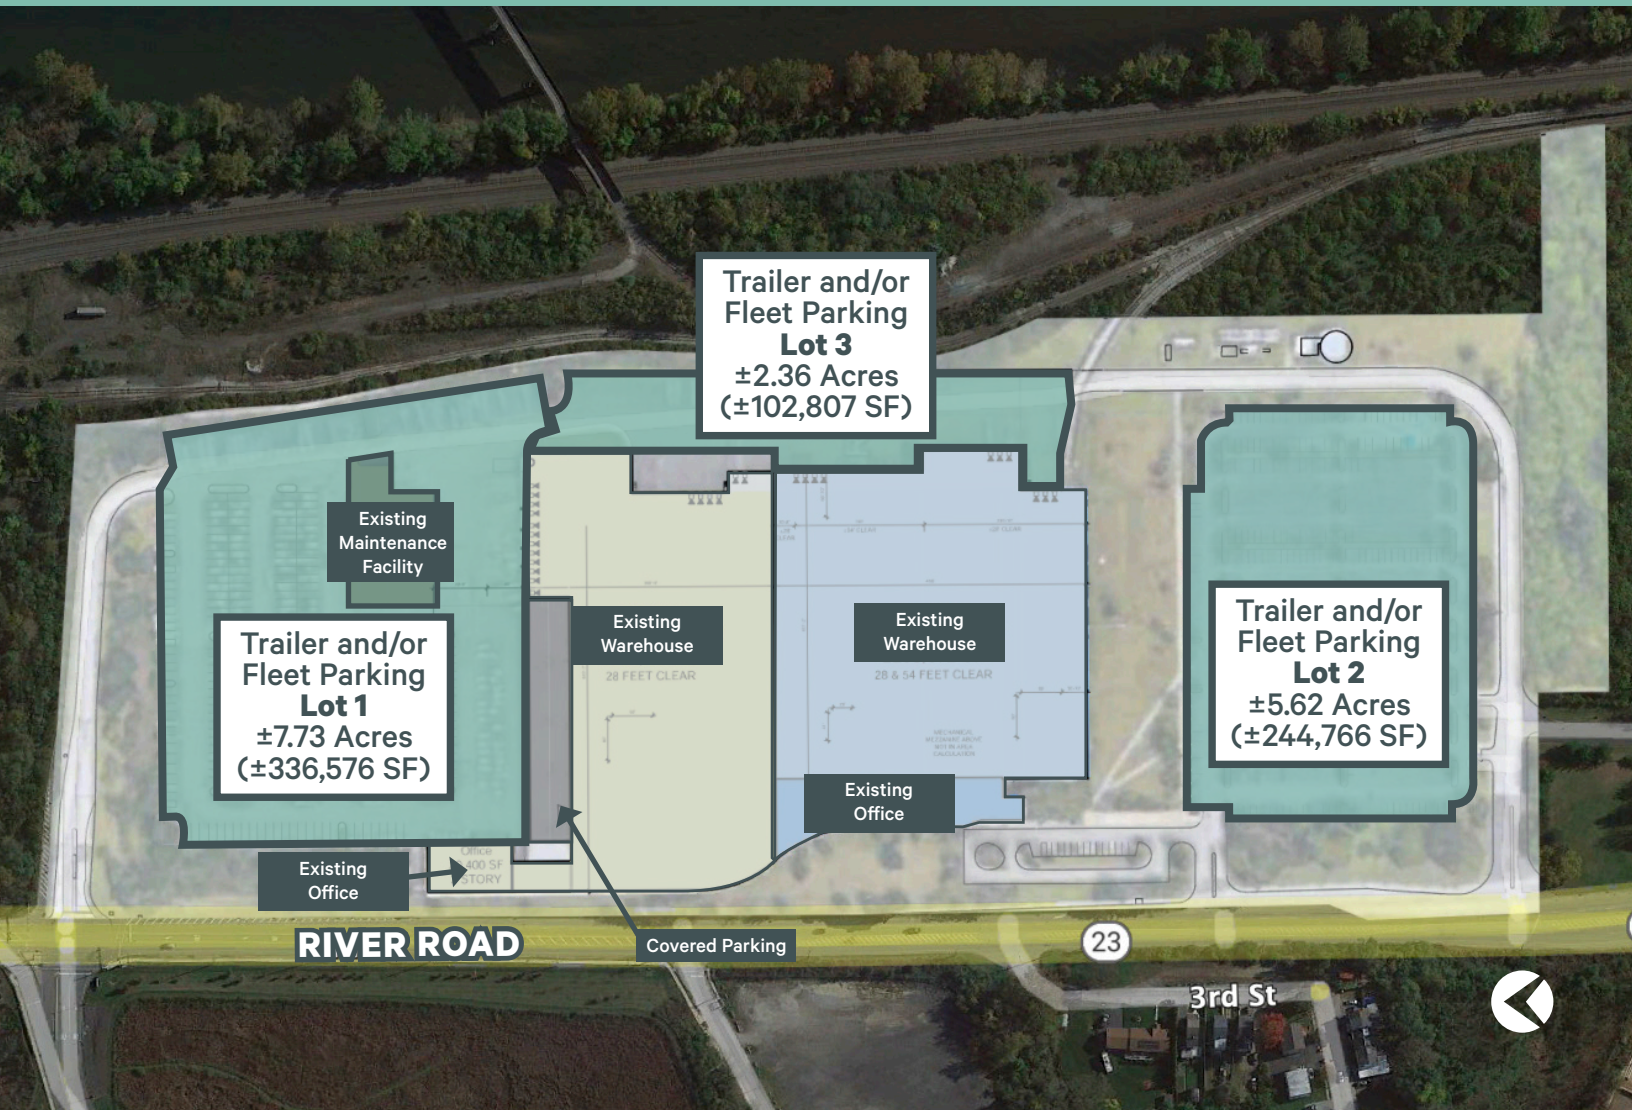 Trailer and/or
Fleet Parking
Lot 3
±2.36 Acres
(±102,807 SF)
Existing
Maintenance
Facility
Trailer and/or
Fleet Parking
Lot 1
±7.73 Acres
(±336,576 SF)
Existing
Warehouse
28 FEET CLEAR
Existing
Warehouse
28 & 54 FEET CLEAR
Trailer and/or
Fleet Parking
Lot 2
±5.62 Acres
(±244,766 SF)
Existing
Office
Office
400 SF
STORY
Existing
Office
RIVER ROAD
Covered Parking
23
3rd St